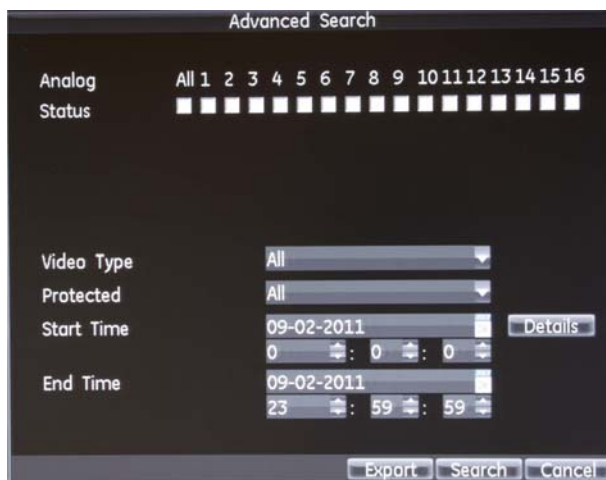 Advanced Search
Analog All 1 2 3 4 5 6 7 8 9 10 11 12 13 14 15 16
Status
Video Type All
Protected All
Start Time 09-02-2011 Details
0 : 0 : 0
End Time 09-02-2011
23 : 59 : 59
Export Search Cancel